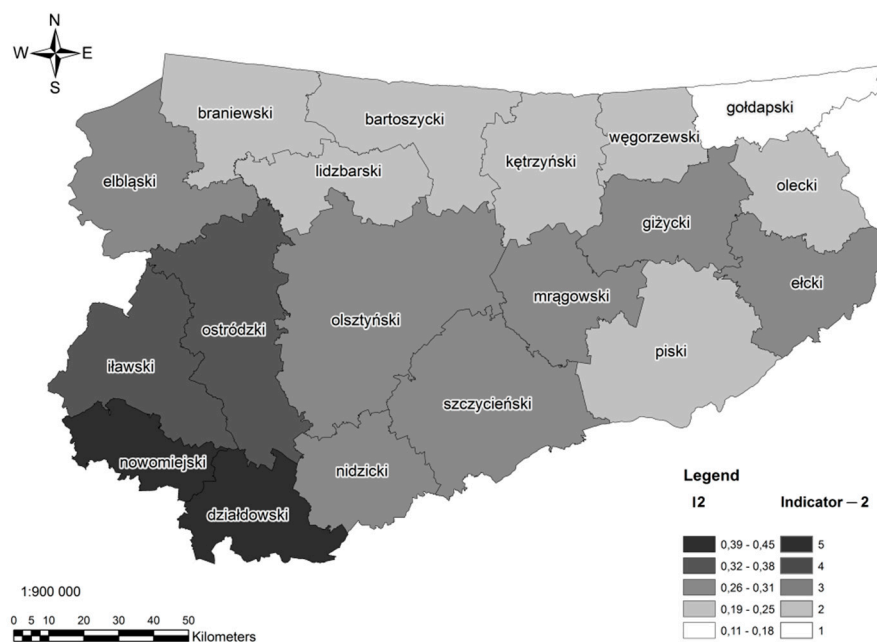 N
W E
S
braniewski
bartoszycki
węgorzewski
gołdapski
kętrzyński
lidzbarski
elbląski
olecki
giżycki
ełcki
mrągowski
olsztyński
ostródzki
piski
iławski
szczycieński
nowomiejski
nidzicki
działdowski
Legend
I2 Indicator – 2
0,39 - 0,45 5
0,32 - 0,38 4
0,26 - 0,31 3
0,19 - 0,25 2
0,11 - 0,18 1
1:900 000
0 5 10 20 30 40 50
Kilometers